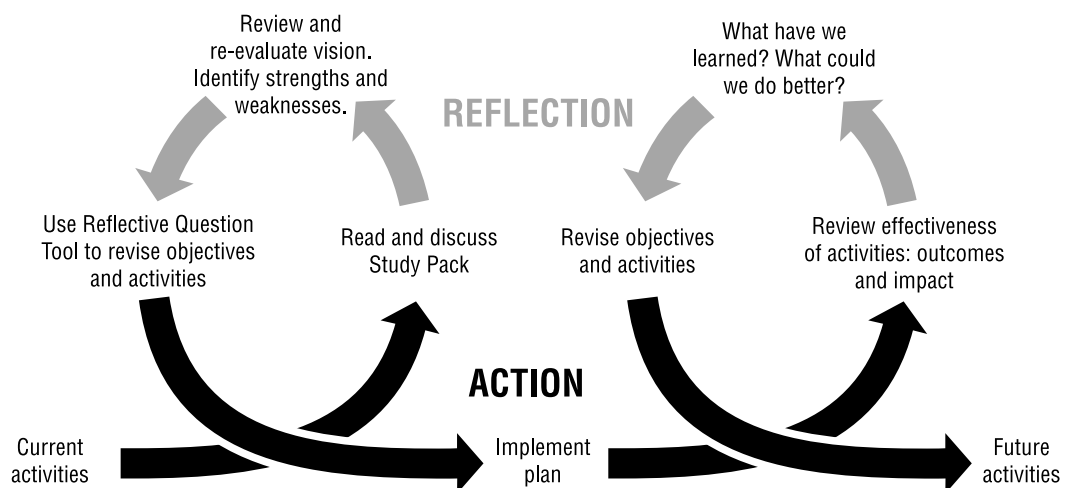 Review and
re-evaluate vision.
Identify strengths and
weaknesses.
REFLECTION
What have we
learned? What could
we do better?
Use Reflective Question
Tool to revise objectives
and activities
Read and discuss
Study Pack
Revise objectives
and activities
Review effectiveness
of activities: outcomes
and impact
ACTION
Current
activities
Implement
plan
Future
activities